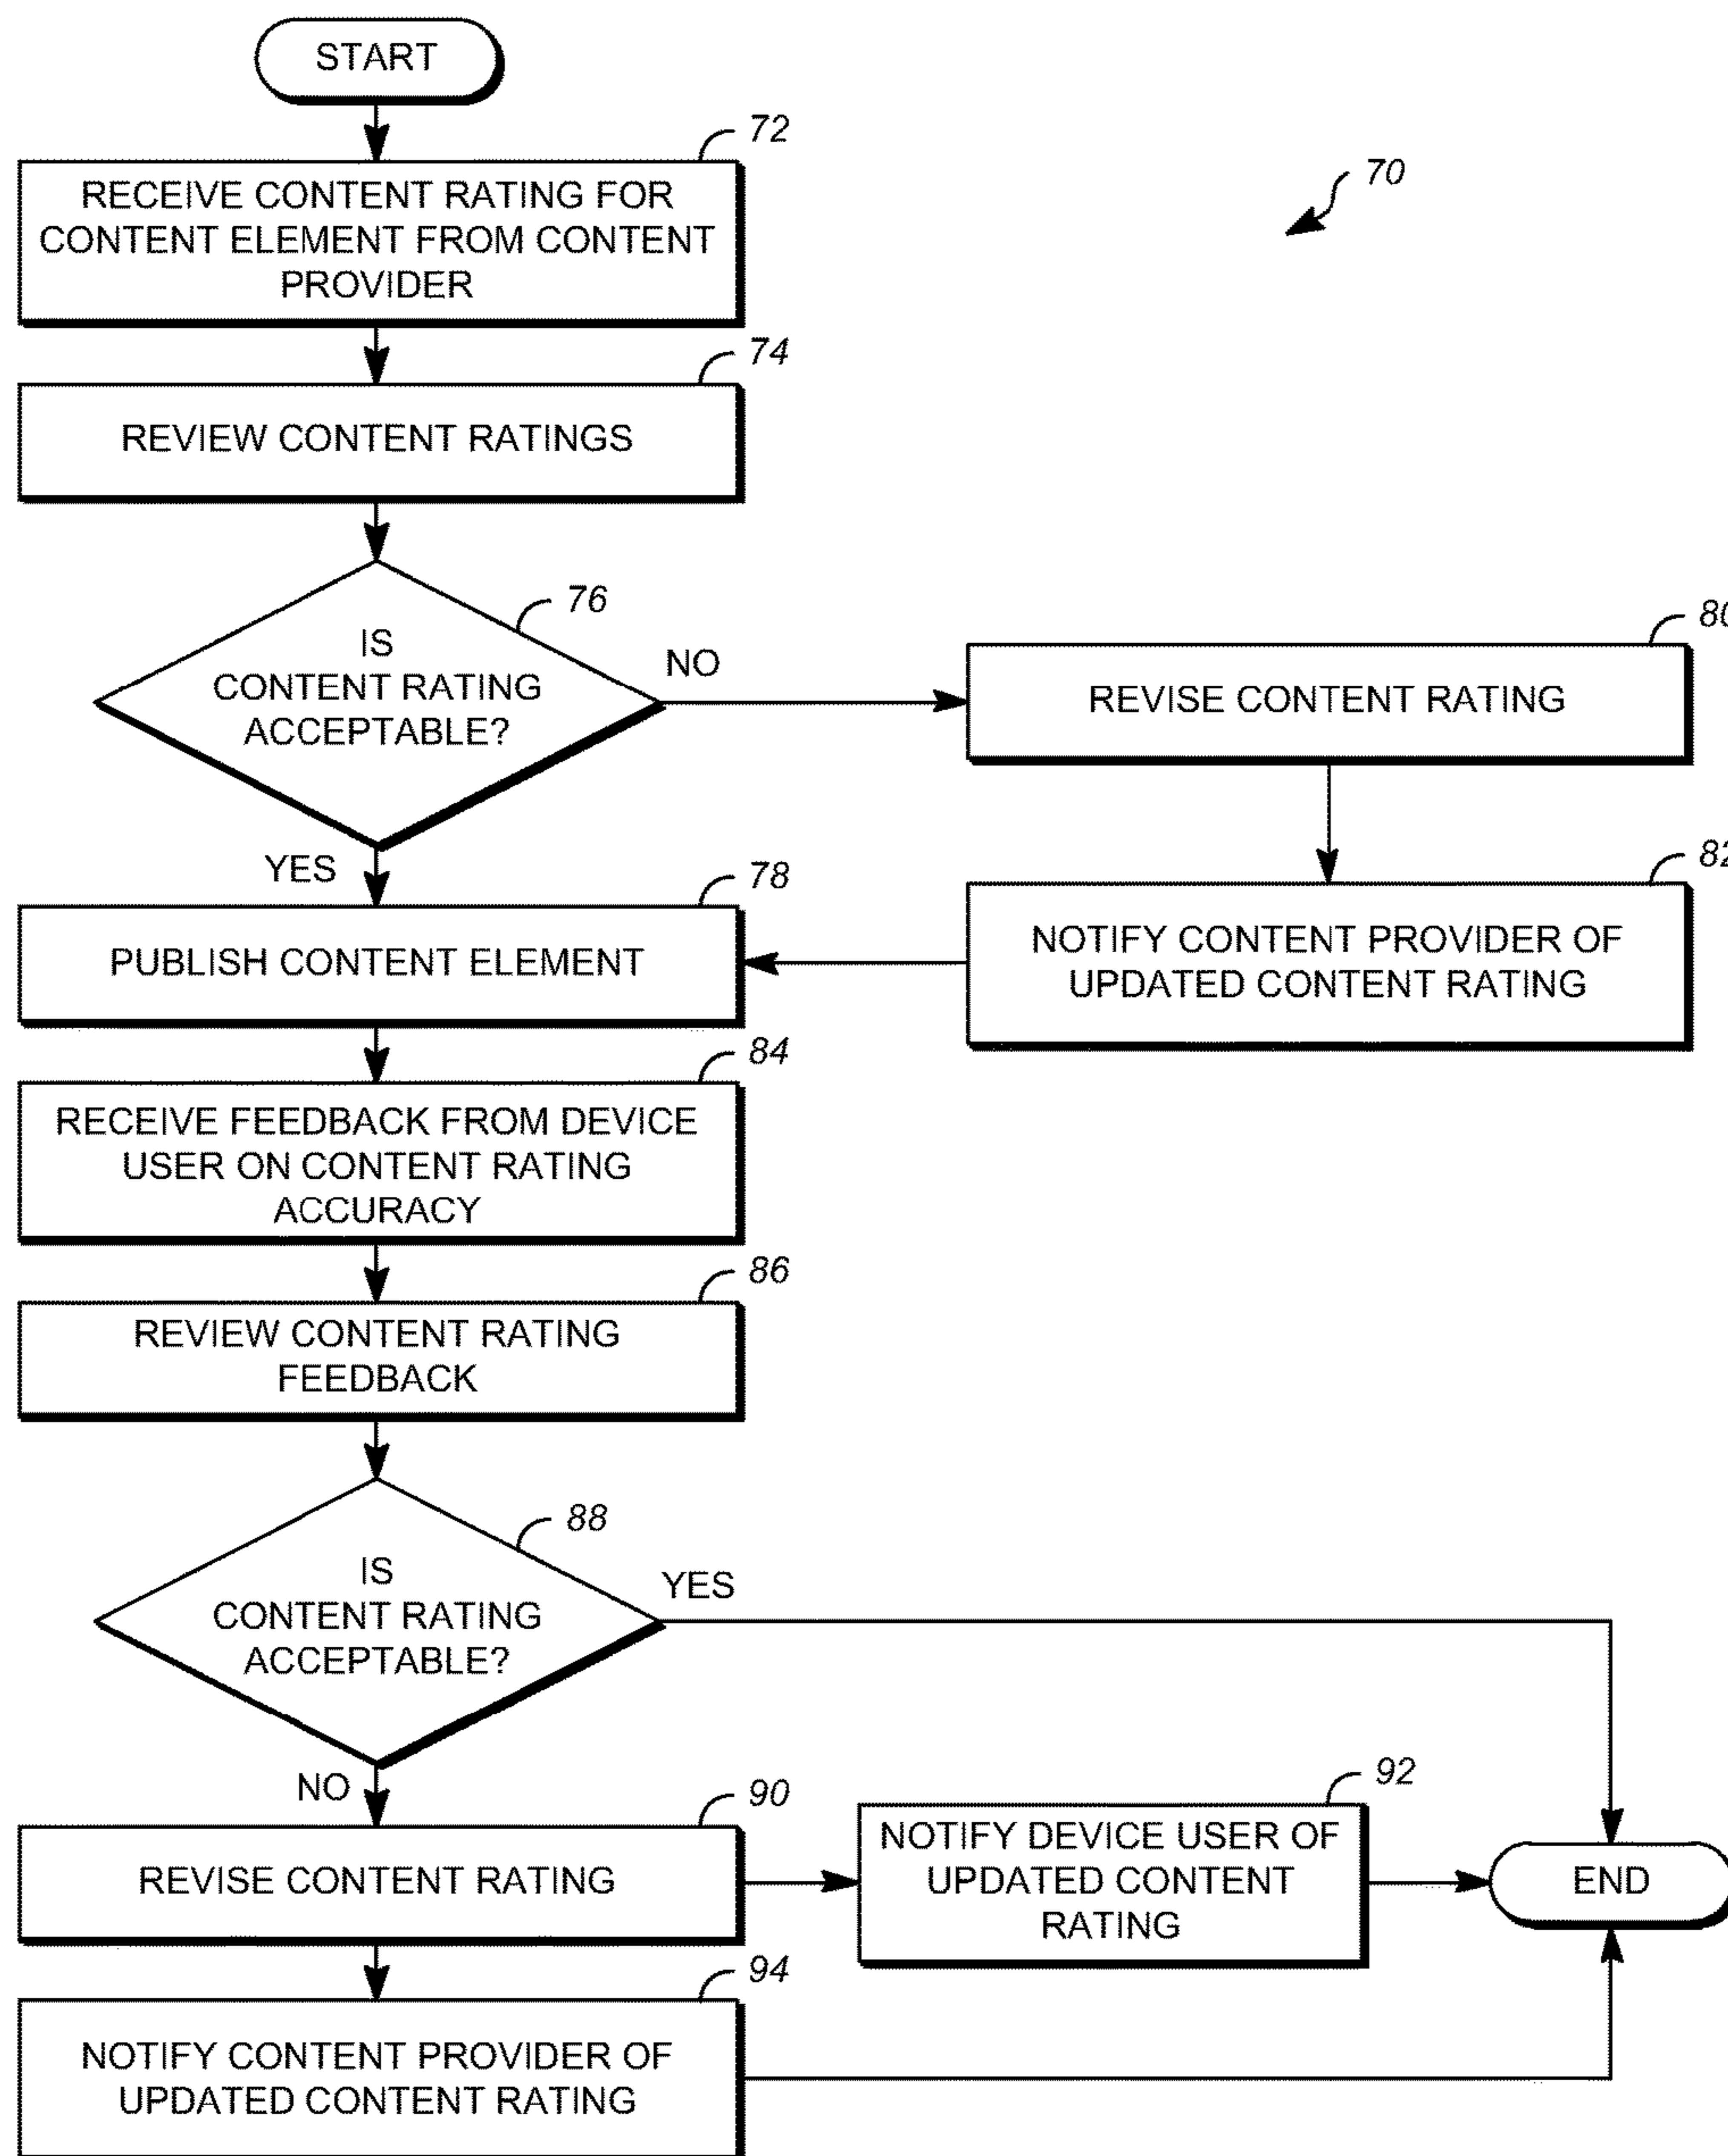 START
72
RECEIVE CONTENT RATING FOR
CONTENT ELEMENT FROM CONTENT
PROVIDER
70
74
REVIEW CONTENT RATINGS
76
IS
CONTENT RATING
ACCEPTABLE?
NO
80
REVISE CONTENT RATING
YES
78
PUBLISH CONTENT ELEMENT
82
NOTIFY CONTENT PROVIDER OF
UPDATED CONTENT RATING
84
RECEIVE FEEDBACK FROM DEVICE
USER ON CONTENT RATING
ACCURACY
86
REVIEW CONTENT RATING
FEEDBACK
88
IS
CONTENT RATING
ACCEPTABLE?
YES
NO
90
REVISE CONTENT RATING
92
NOTIFY DEVICE USER OF
UPDATED CONTENT
RATING
END
94
NOTIFY CONTENT PROVIDER OF
UPDATED CONTENT RATING